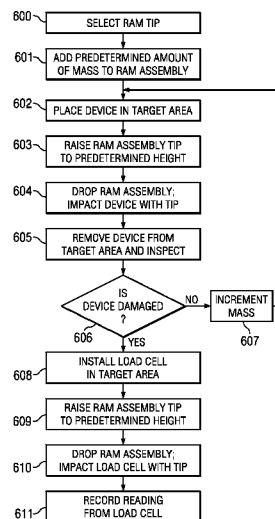 600
SELECT RAM TIP
601
ADD PREDETERMINED AMOUNT
OF MASS TO RAM ASSEMBLY
602
PLACE DEVICE IN TARGET AREA
603
RAISE RAM ASSEMBLY TIP
TO PREDETERMINED HEIGHT
604
DROP RAM ASSEMBLY;
IMPACT DEVICE WITH TIP
605
REMOVE DEVICE FROM
TARGET AREA AND INSPECT
IS
DEVICE DAMAGED
?
606
NO
INCREMENT
MASS
607
YES
608
INSTALL LOAD CELL
IN TARGET AREA
609
RAISE RAM ASSEMBLY TIP
TO PREDETERMINED HEIGHT
610
DROP RAM ASSEMBLY;
IMPACT LOAD CELL WITH TIP
611
RECORD READING
FROM LOAD CELL